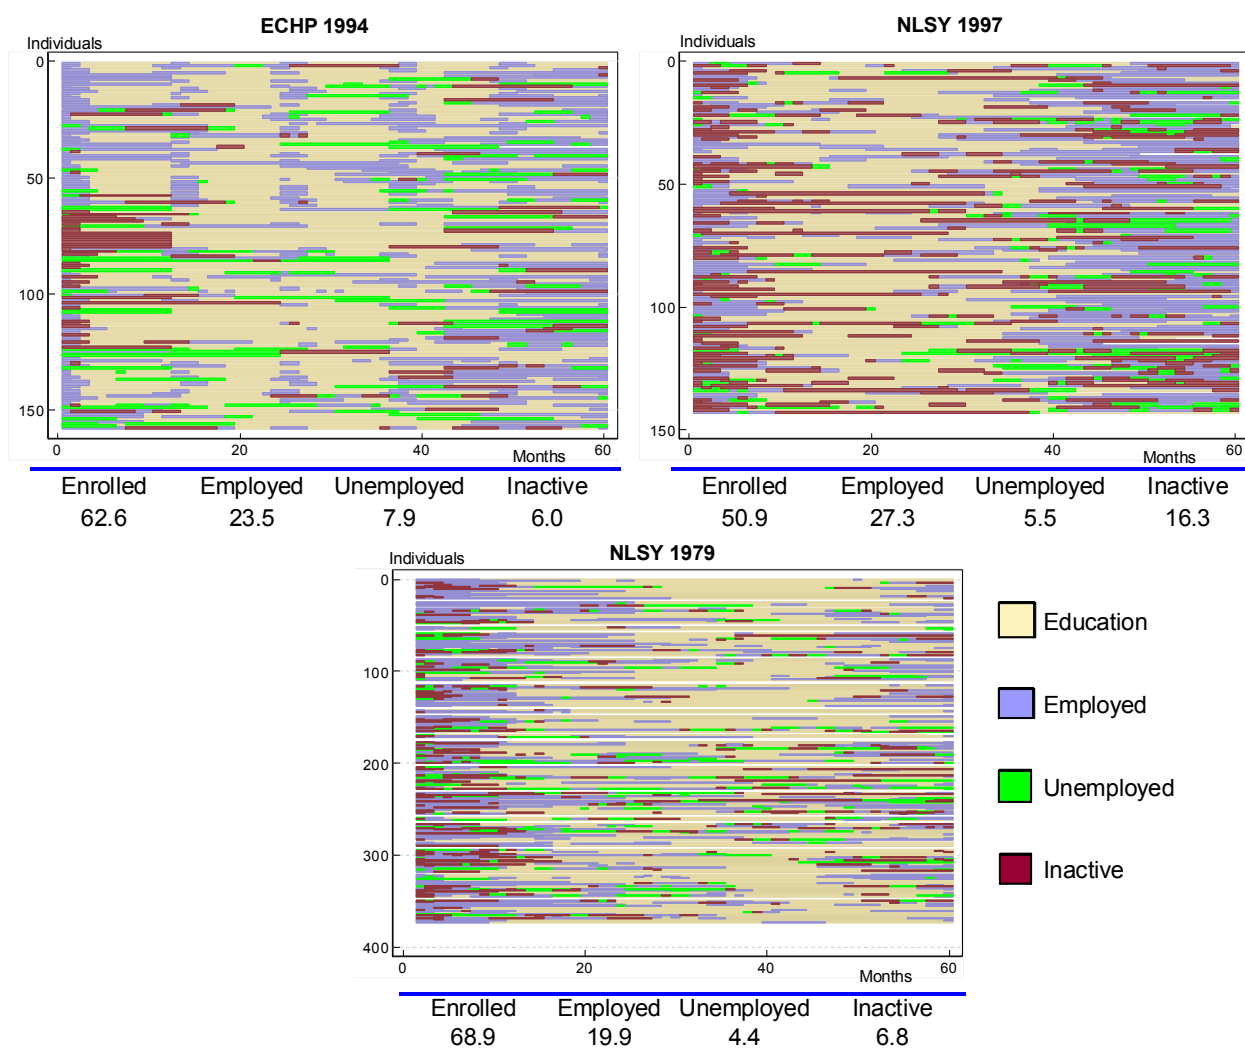 ECHP 1994
Individuals
0
50
100
150
0 20 40 60
Months
Enrolled Employed Unemployed Inactive
62.6 23.5 7.9 6.0
NLSY 1997
Individuals
0
50
100
150
0 20 40 60
Months
Enrolled Employed Unemployed Inactive
50.9 27.3 5.5 16.3
NLSY 1979
Individuals
0
100
200
300
400
0 20 40 60
Months
Enrolled Employed Unemployed Inactive
68.9 19.9 4.4 6.8
Education
Employed
Unemployed
Inactive